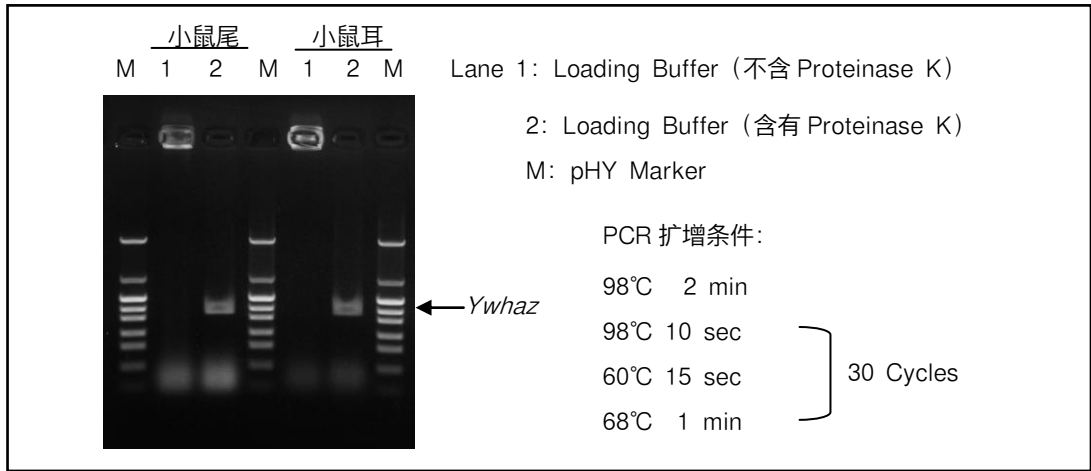 小鼠尾 小鼠耳
M 1 2 M 1 2 M
Lane 1: Loading Buffer（不含 Proteinase K）
2: Loading Buffer（含有 Proteinase K）
M: pHY Marker
Ywhaz
PCR 扩增条件:
98℃ 2 min
98℃ 10 sec
60℃ 15 sec
68℃ 1 min
30 Cycles